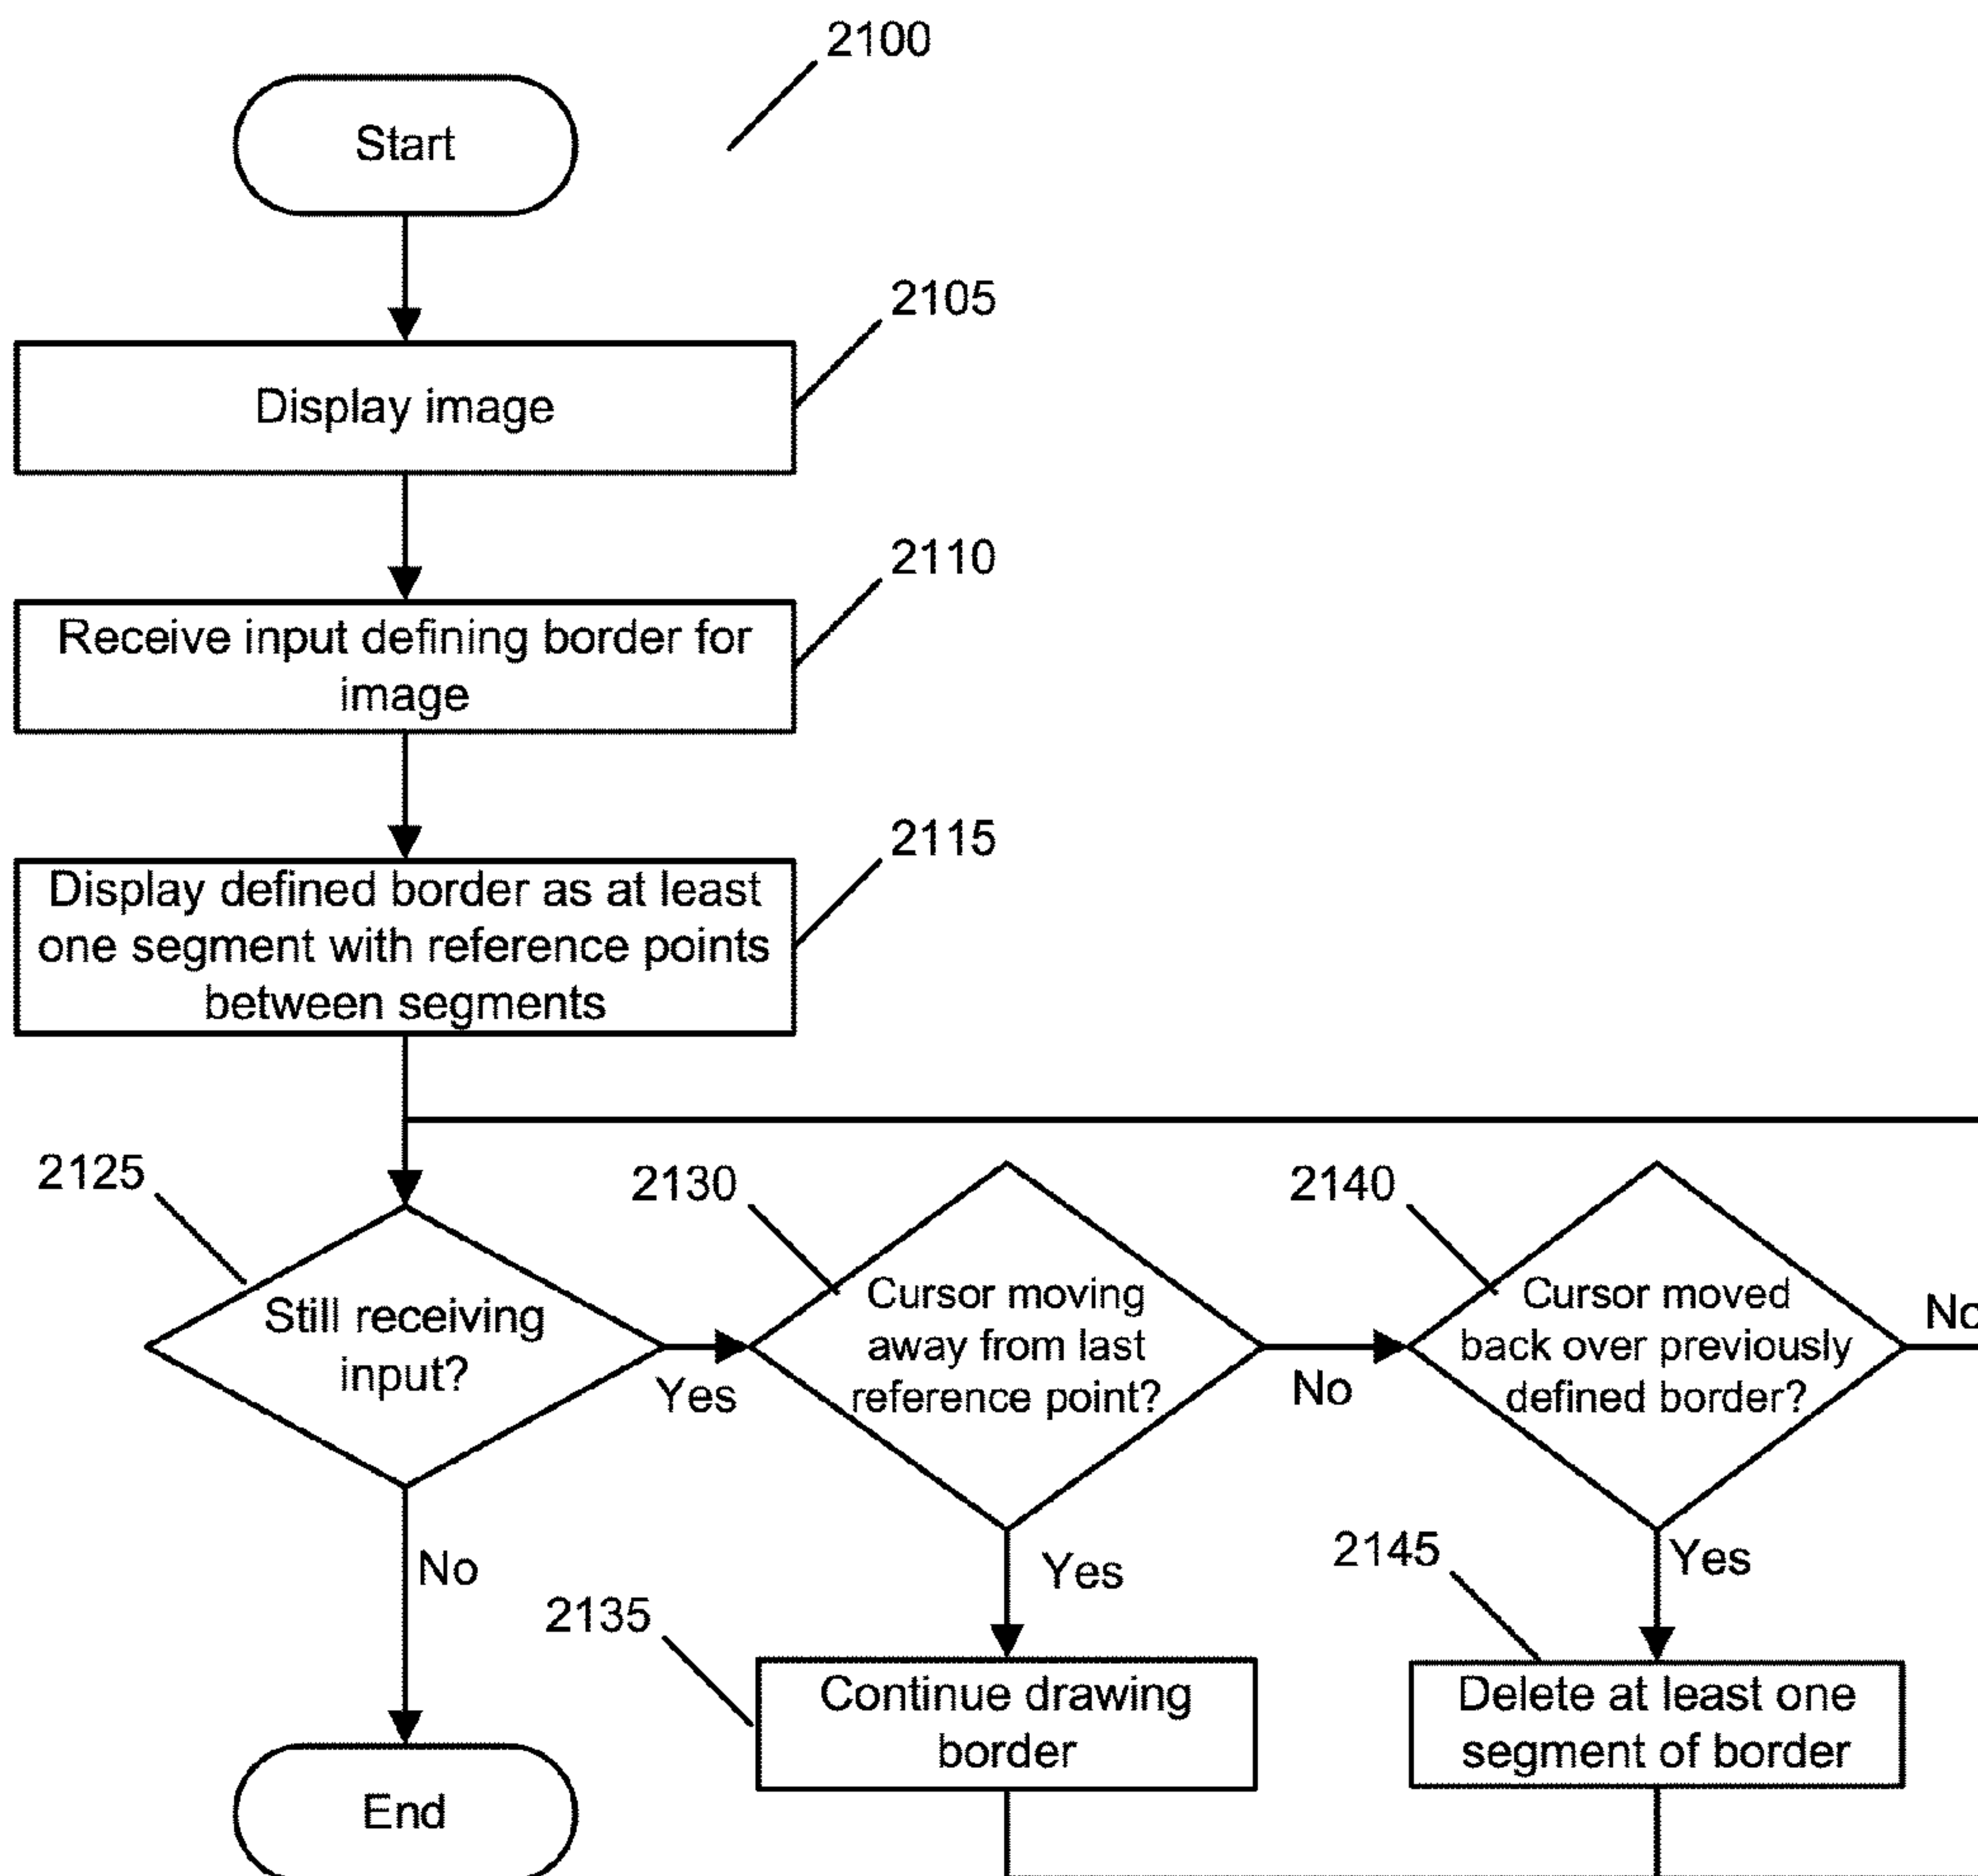 2100
Start
2105
Display image
2110
Receive input defining border for
image
2115
Display defined border as at least
one segment with reference points
between segments
2125
Still receiving
input?
Yes
No
2130
Cursor moving
away from last
reference point?
No
Yes
2140
Cursor moved
back over previously
defined border?
No
Yes
2135
Continue drawing
border
2145
Delete at least one
segment of border
End